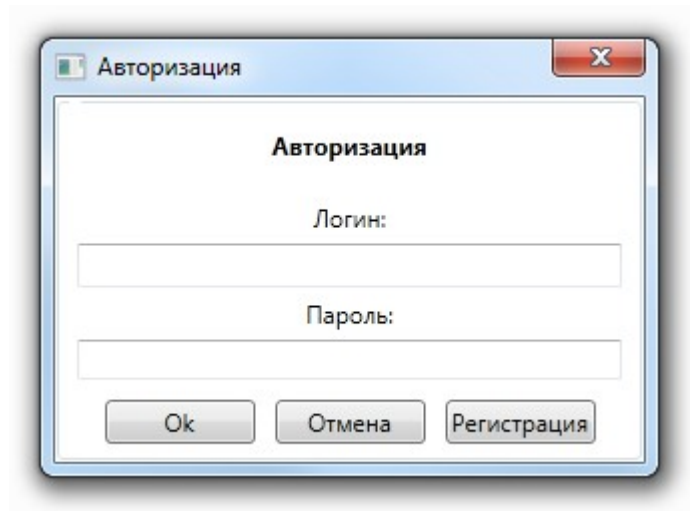 Авторизация
Авторизация
Логин:
Пароль:
Ok Отмена Регистрация